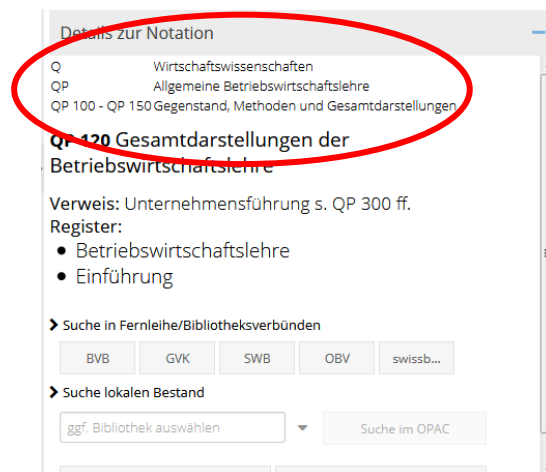 Details zur Notation
Q Wirtschaftswissenschaften
QP Allgemeine Betriebswirtschaftslehre
QP 100 - QP 150 Gegenstand, Methoden und Gesamtdarstellungen
QP 120 Gesamtdarstellungen der
Betriebswirtschaftslehre
Verweis: Unternehmensführung s. QP 300 ff.
Register:
Betriebswirtschaftslehre
Einführung
Suche in Fernleihe/Bibliotheksverbünden
BVB GVK SWB OBV swissb...
Suche lokalen Bestand
ggf. Bibliothek auswählen Suche im OPAC